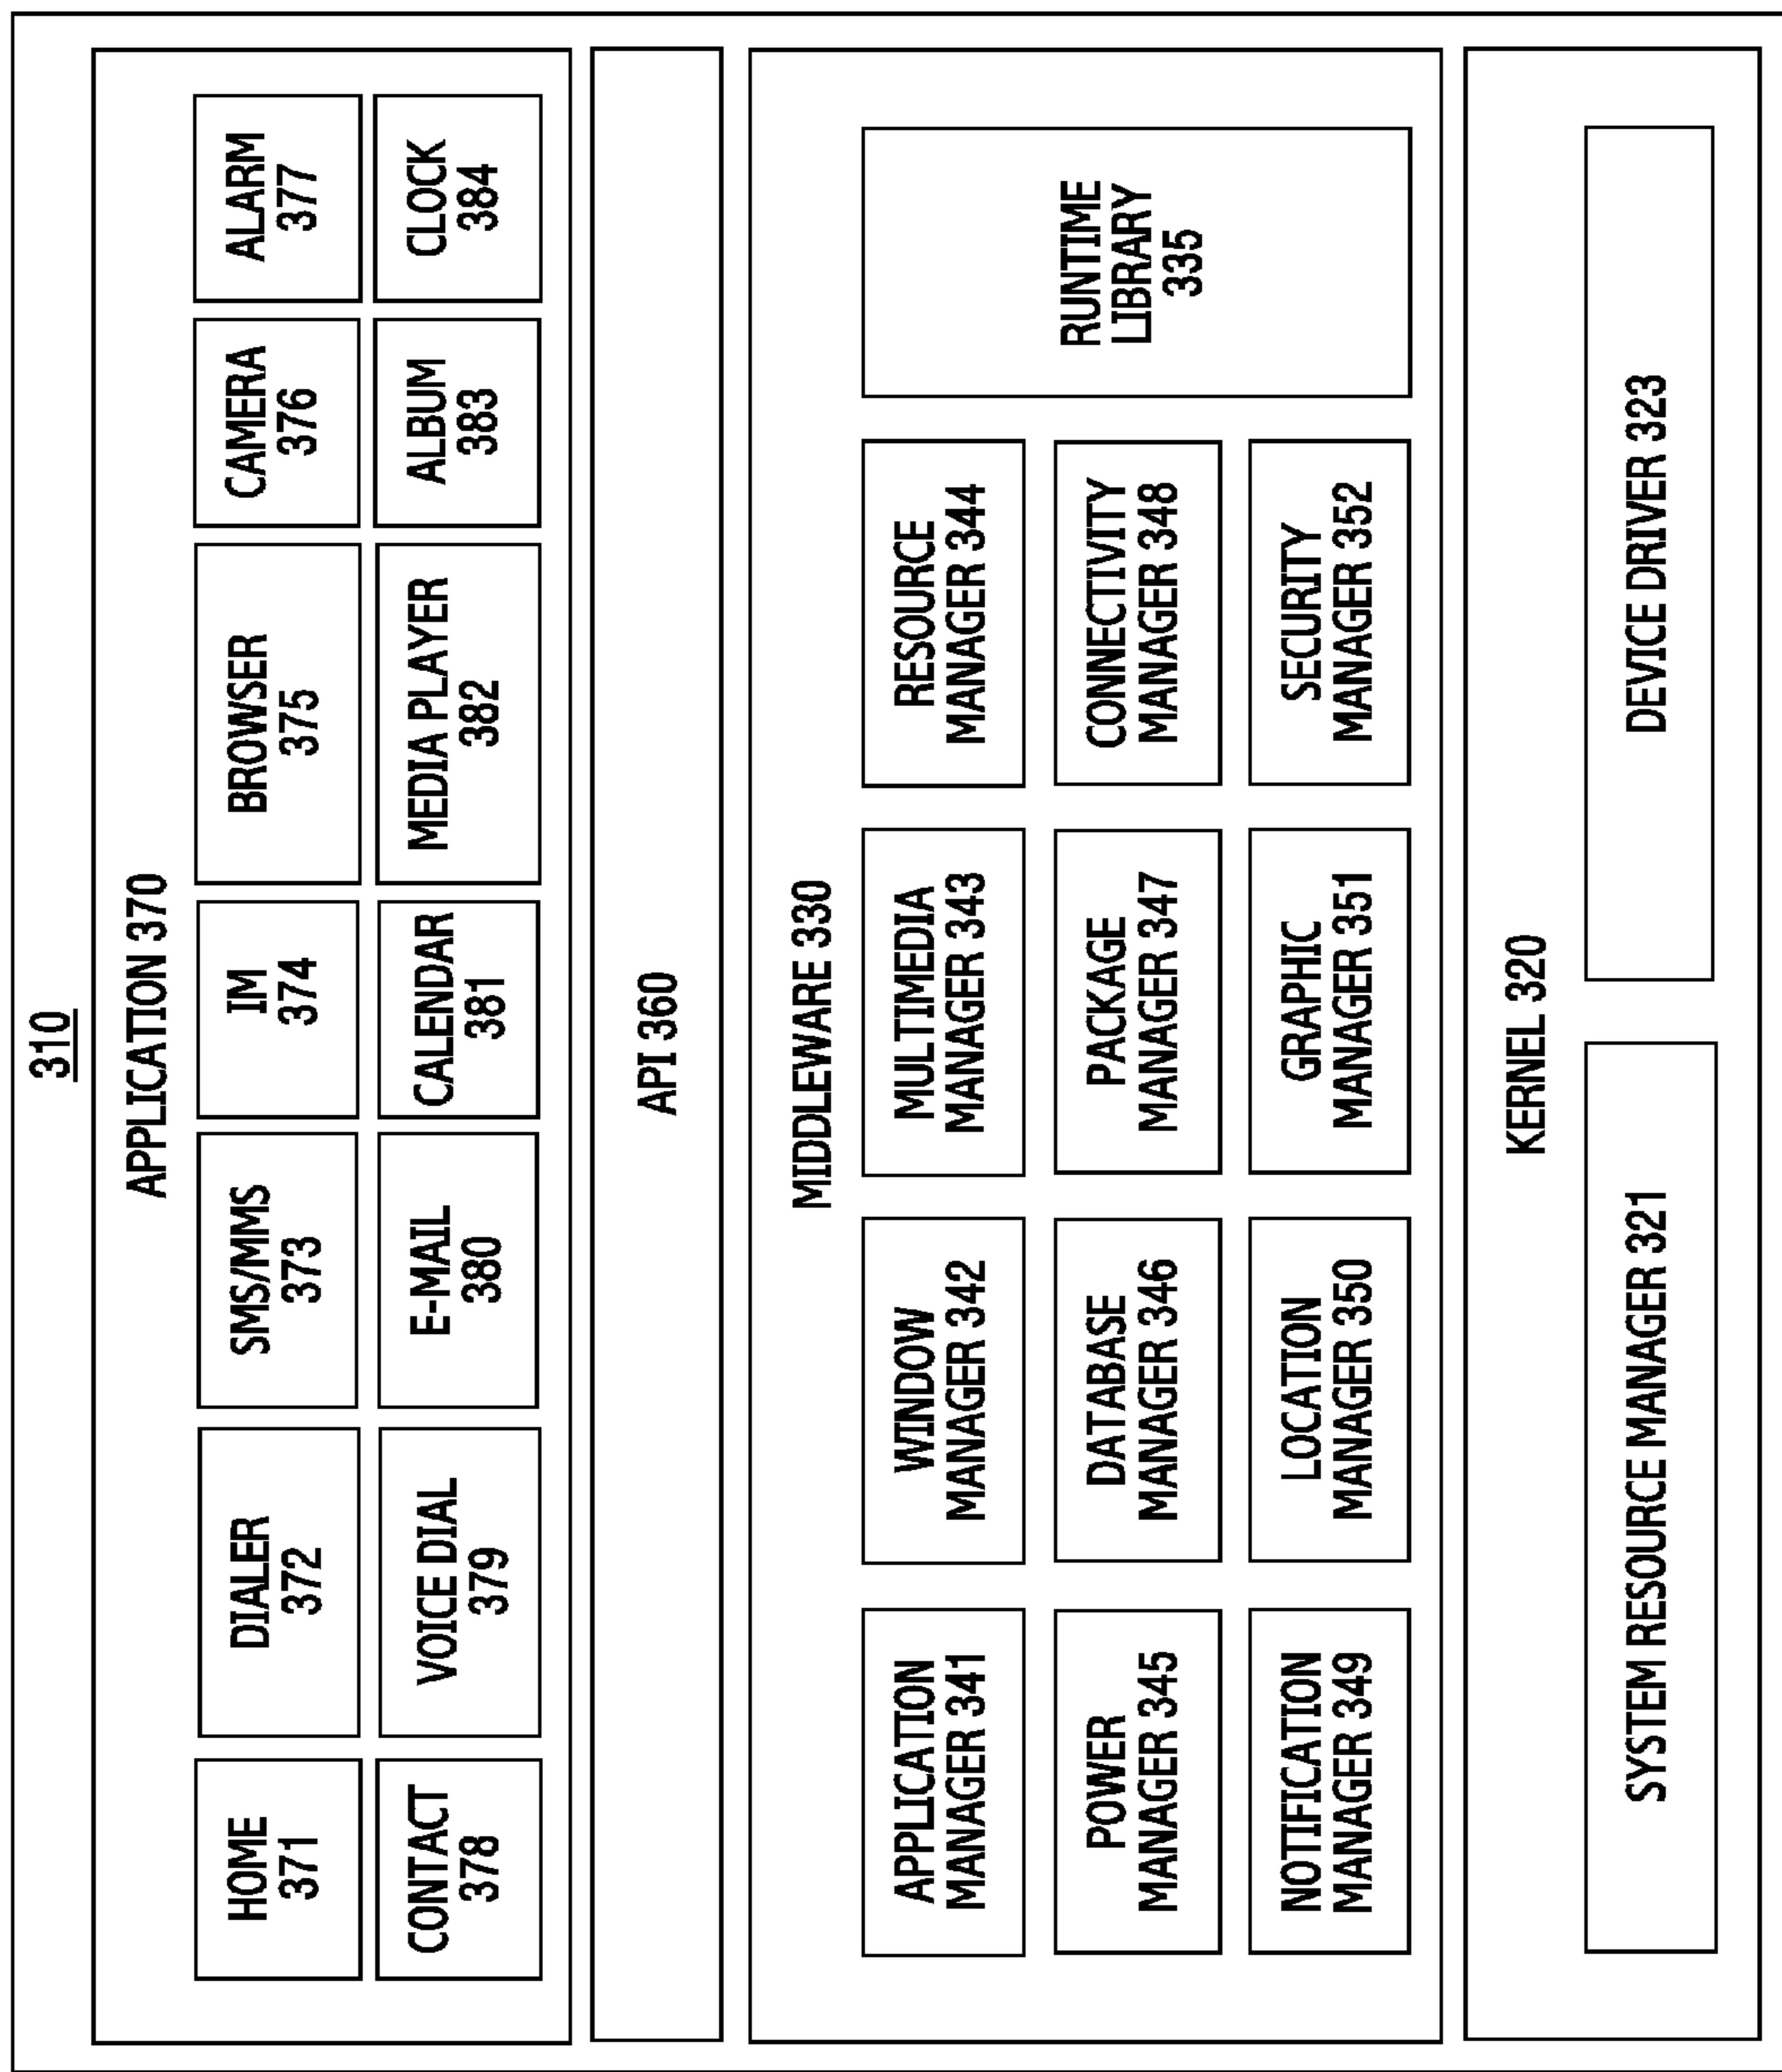 310
APPLICATION 370
HOME
371
DIALER
372
SMS/MMS
373
IM
374
BROWSER
375
CAMERA
376
ALARM
377
CONTACT
378
VOICE DIAL
379
E-MAIL
380
CALENDAR
381
MEDIA PLAYER
382
ALBUM
383
CLOCK
384
API 360
MIDDLEWARE 330
APPLICATION
MANAGER 341
WINDOW
MANAGER 342
MULTIMEDIA
MANAGER 343
RESOURCE
MANAGER 344
POWER
MANAGER 345
DATABASE
MANAGER 346
PACKAGE
MANAGER 347
CONNECTIVITY
MANAGER 348
NOTIFICATION
MANAGER 349
LOCATION
MANAGER 350
GRAPHIC
MANAGER 351
SECURITY
MANAGER 352
RUNTIME
LIBRARY
335
KERNEL 320
SYSTEM RESOURCE MANAGER 321
DEVICE DRIVER 323